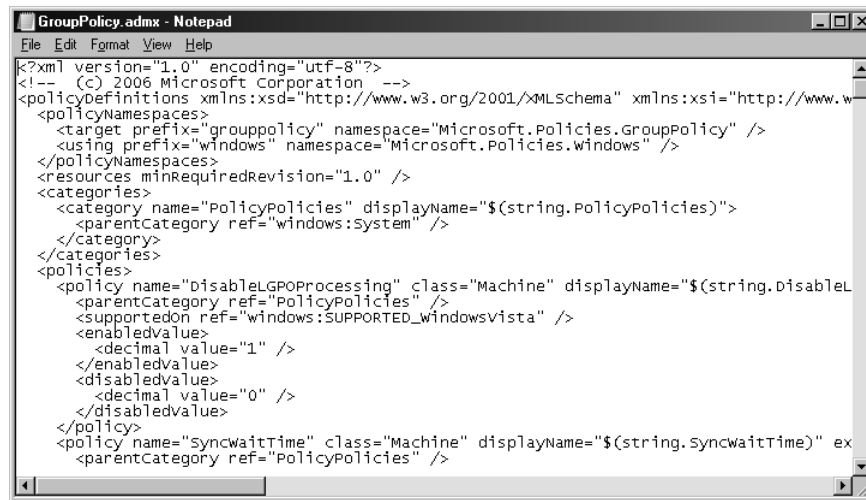 GroupPolicy.admx - Notepad
File Edit Format View Help
<?xml version="1.0" encoding="utf-8"?>
<!-- (c) 2006 Microsoft Corporation -->
<policyDefinitions xmlns:xsd="http://www.w3.org/2001/XMLSchema" xmlns:xsi="http://www.w
<policyNamespaces>
<target prefix="grouppolicy" namespace="Microsoft.Policies.GroupPolicy" />
<using prefix="windows" namespace="Microsoft.Policies.Windows" />
</policyNamespaces>
<resources minRequiredRevision="1.0" />
<categories>
<category name="PolicyPolicies" displayName="$(string.PolicyPolicies)">
<parentCategory ref="windows:System" />
</category>
</categories>
<policies>
<policy name="DisableLGPOProcessing" class="Machine" displayName="$(string.DisableL
<parentCategory ref="PolicyPolicies" />
<supportedOn ref="windows:SUPPORTED_WindowsVista" />
<enabledValue>
<decimal value="1" />
</enabledValue>
<disabledValue>
<decimal value="0" />
</disabledValue>
</policy>
<policy name="SyncWaitTime" class="Machine" displayName="$(string.SyncWaitTime)" ex
<parentCategory ref="PolicyPolicies" />